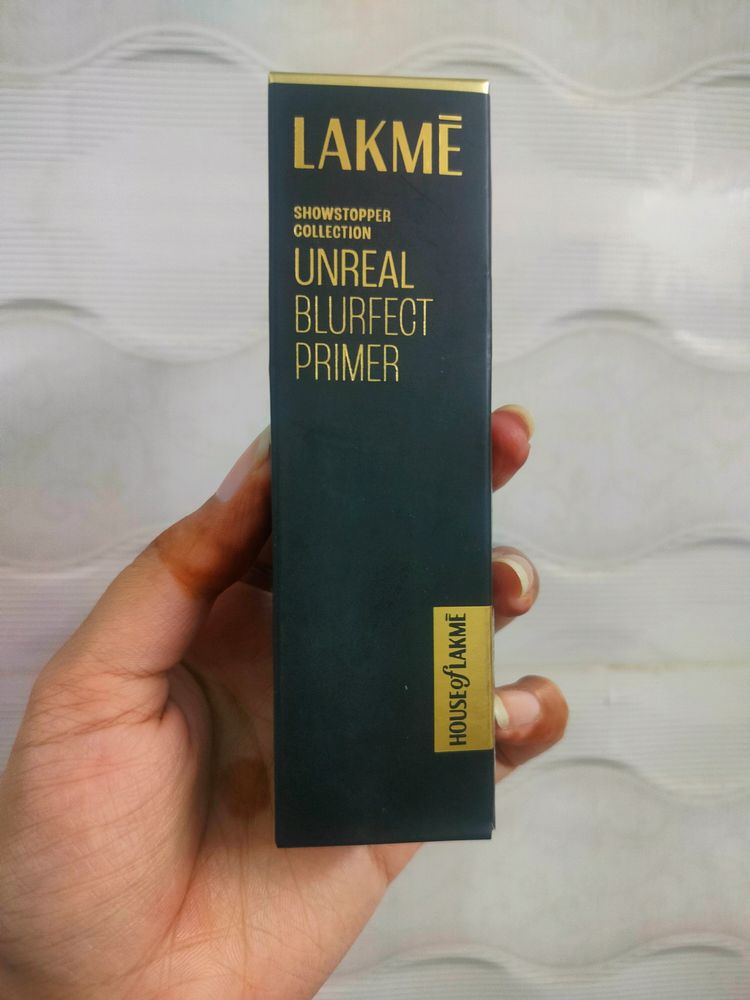 LAKMĒ
SHOWSTOPPER
COLLECTION
UNREAL
BLURFECT
PRIMER
HOUSE of LAKMĒ